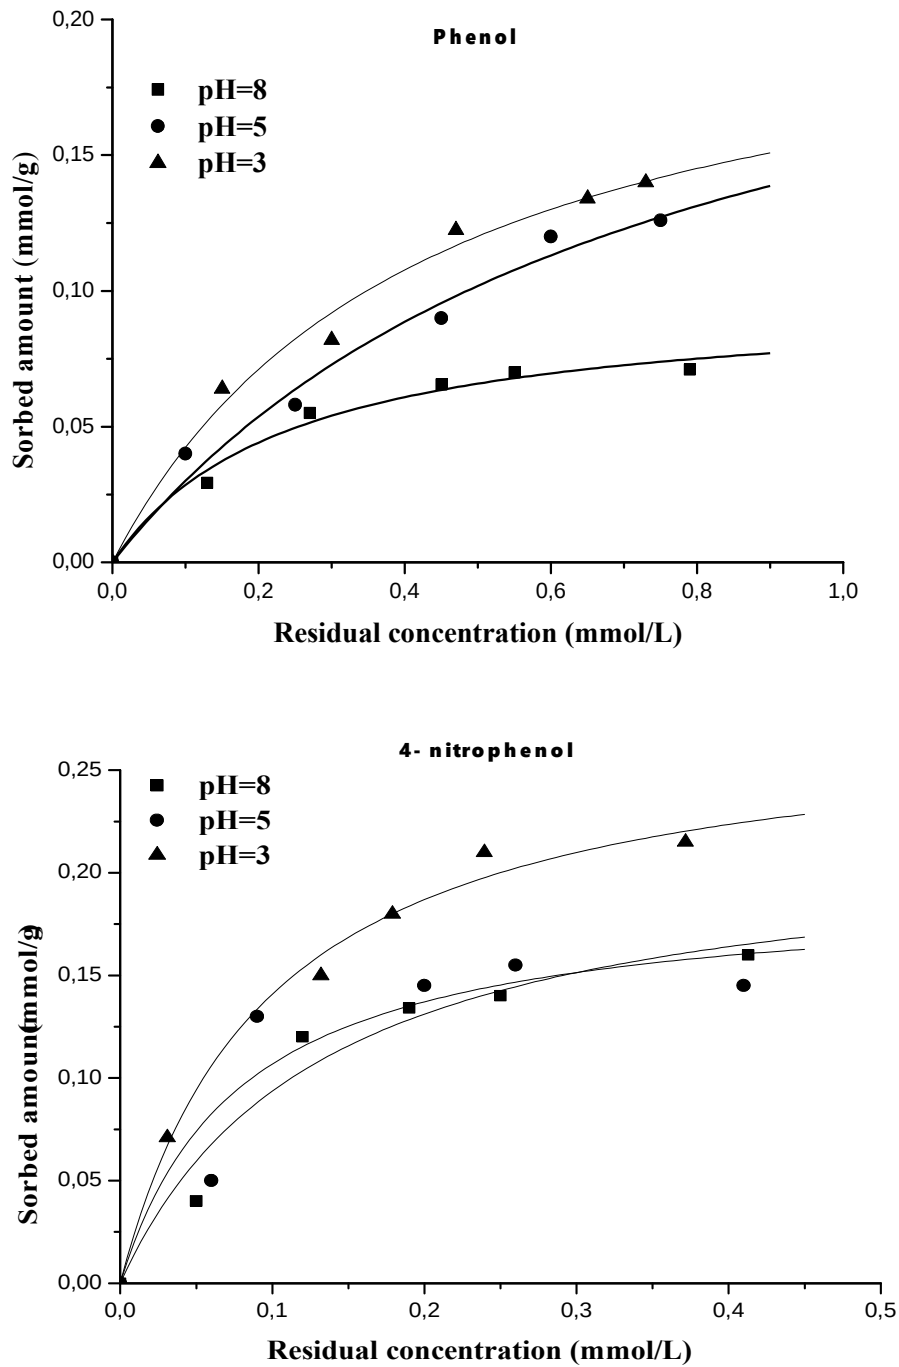 Phenol
pH=8
pH=5
pH=3
0,20
0,15
0,10
0,05
0,00
Sorbed amount (mmol/g)
0,0 0,2 0,4 0,6 0,8 1,0
Residual concentration (mmol/L)
4- nitrophenol
pH=8
pH=5
pH=3
0,25
0,20
0,15
0,10
0,05
0,00
Sorbed amount(mmol/g)
0,0 0,1 0,2 0,3 0,4 0,5
Residual concentration (mmol/L)